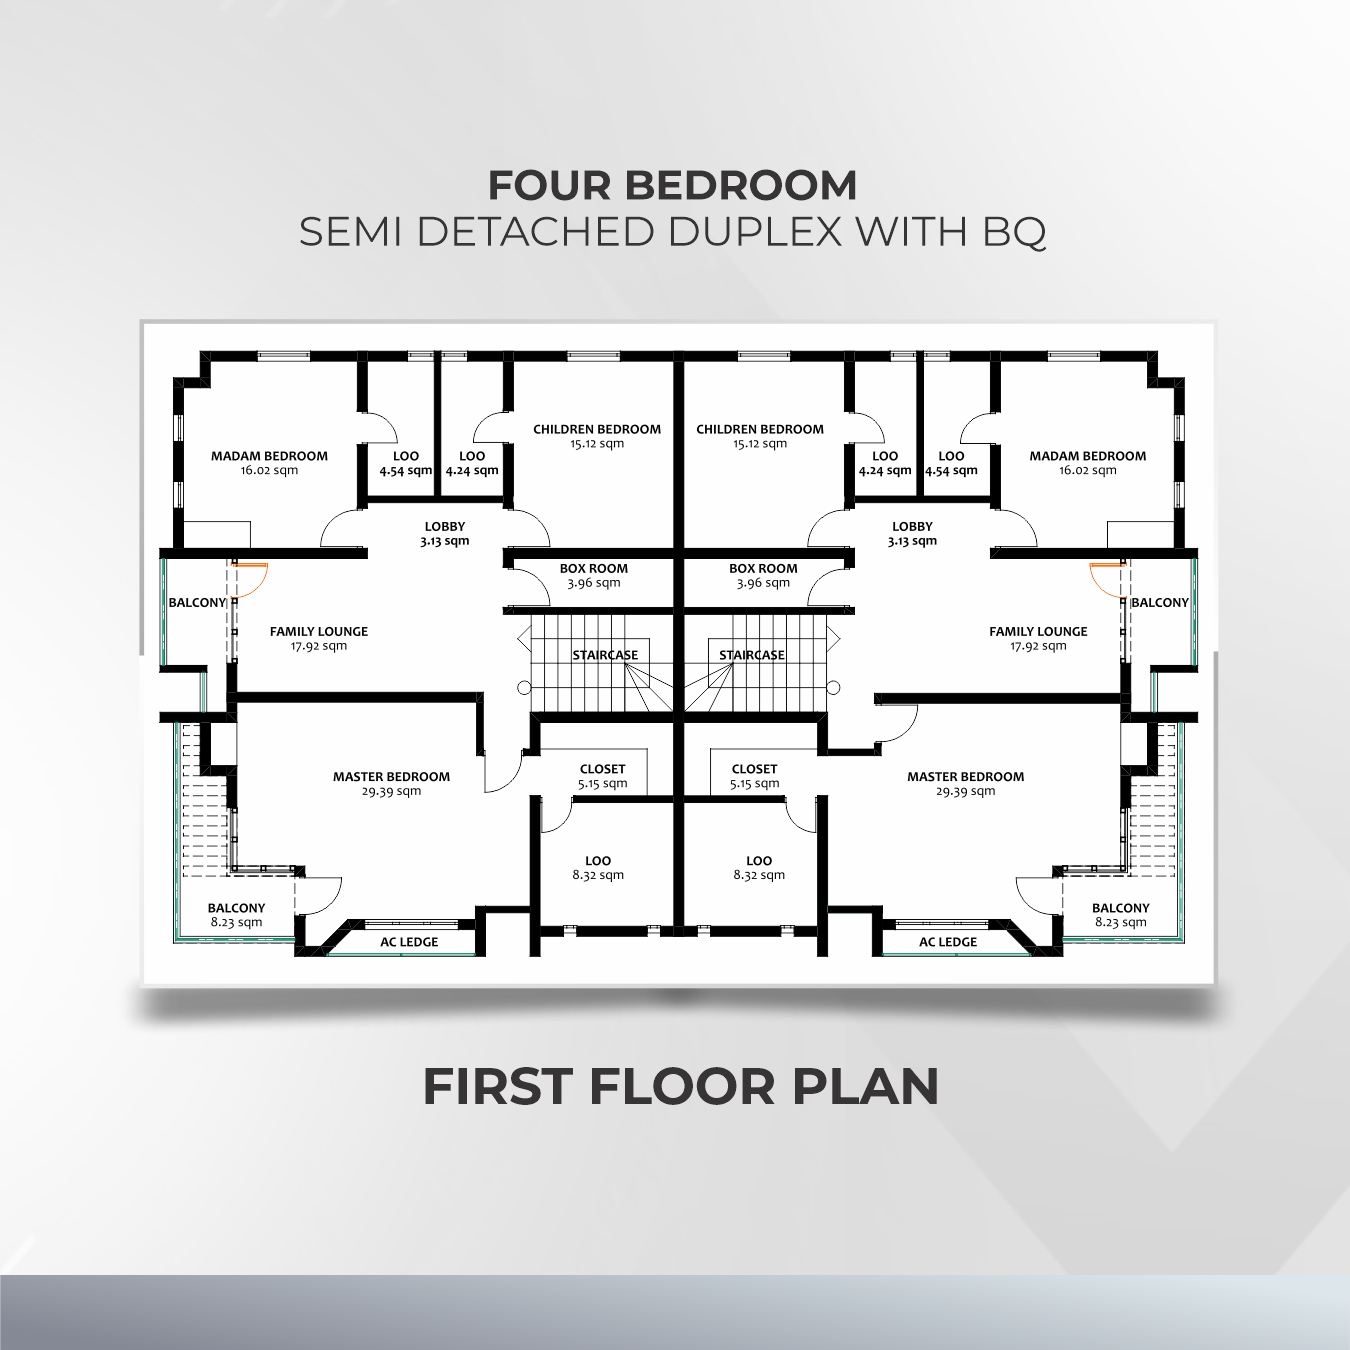 FOUR BEDROOM
SEMI DETACHED DUPLEX WITH BQ
MADAM BEDROOM
16.02 sqm
LOO
4.54 sqm
LOO
4.24 sqm
CHILDREN BEDROOM
15.12 sqm
CHILDREN BEDROOM
15.12 sqm
LOO
4.24 sqm
LOO
4.54 sqm
MADAM BEDROOM
16.02 sqm
LOBBY
3.13 sqm
LOBBY
3.13 sqm
BOX ROOM
3.96 sqm
BOX ROOM
3.96 sqm
BALCONY
FAMILY LOUNGE
17.92 sqm
STAIRCASE
STAIRCASE
FAMILY LOUNGE
17.92 sqm
BALCONY
MASTER BEDROOM
29.39 sqm
CLOSET
5.15 sqm
CLOSET
5.15 sqm
MASTER BEDROOM
29.39 sqm
LOO
8.32 sqm
LOO
8.32 sqm
BALCONY
8.23 sqm
AC LEDGE
AC LEDGE
BALCONY
8.23 sqm
FIRST FLOOR PLAN